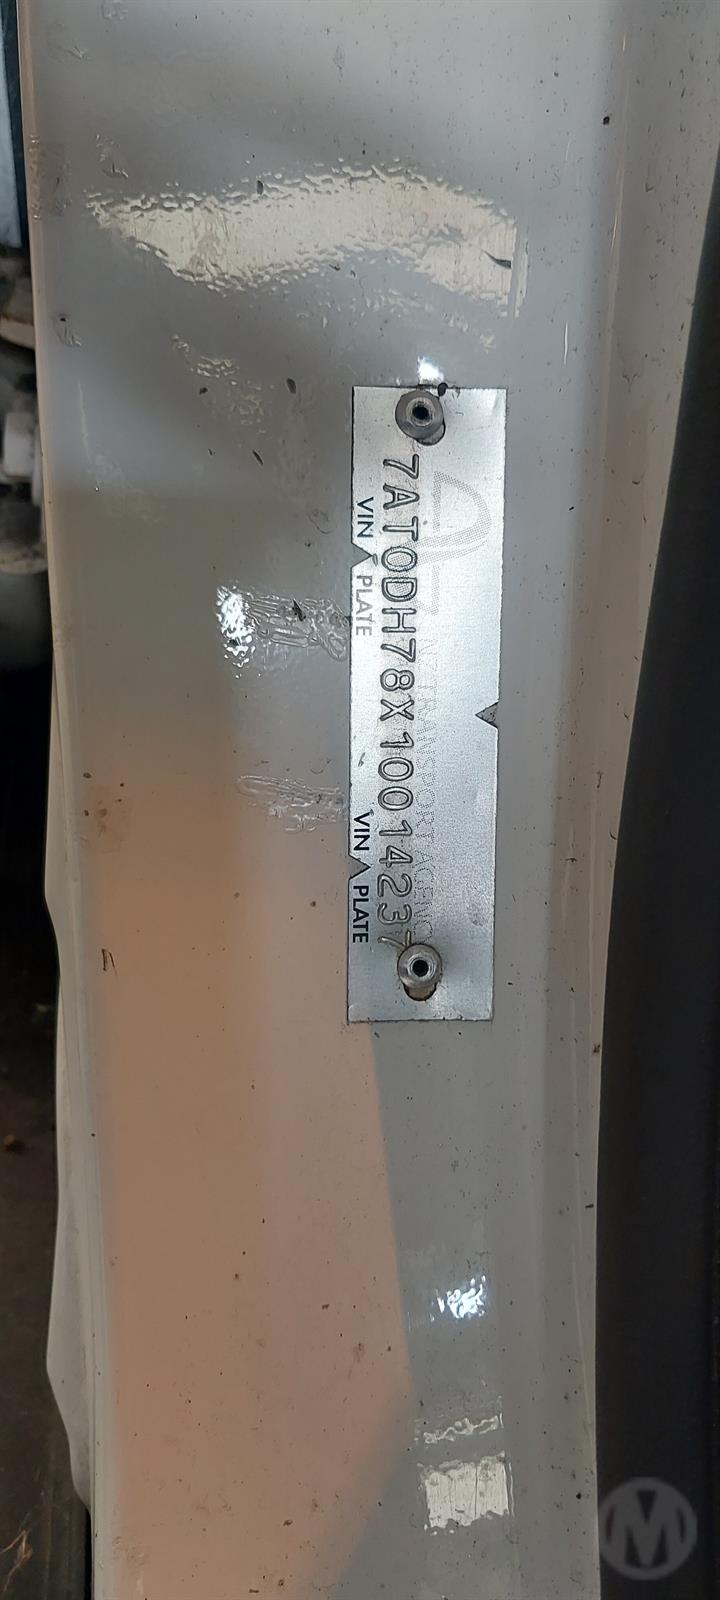 7AT0DH78X10014237
NZ TRANSPORT AGENCY
VIN PLATE
VIN PLATE
M